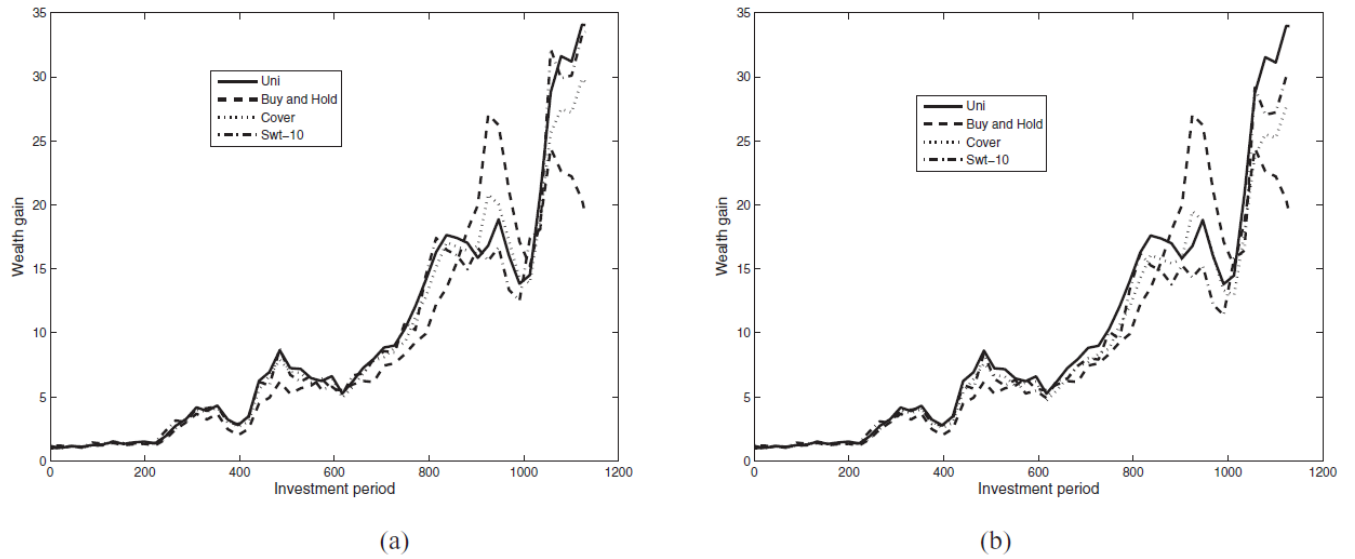 35
30
25
20
15
10
5
0
Wealth gain
Uni
Buy and Hold
Cover
Swt-10
0 200 400 600 800 1000 1200
Investment period
(a)
35
30
25
20
15
10
5
0
Wealth gain
Uni
Buy and Hold
Cover
Swt-10
0 200 400 600 800 1000 1200
Investment period
(b)